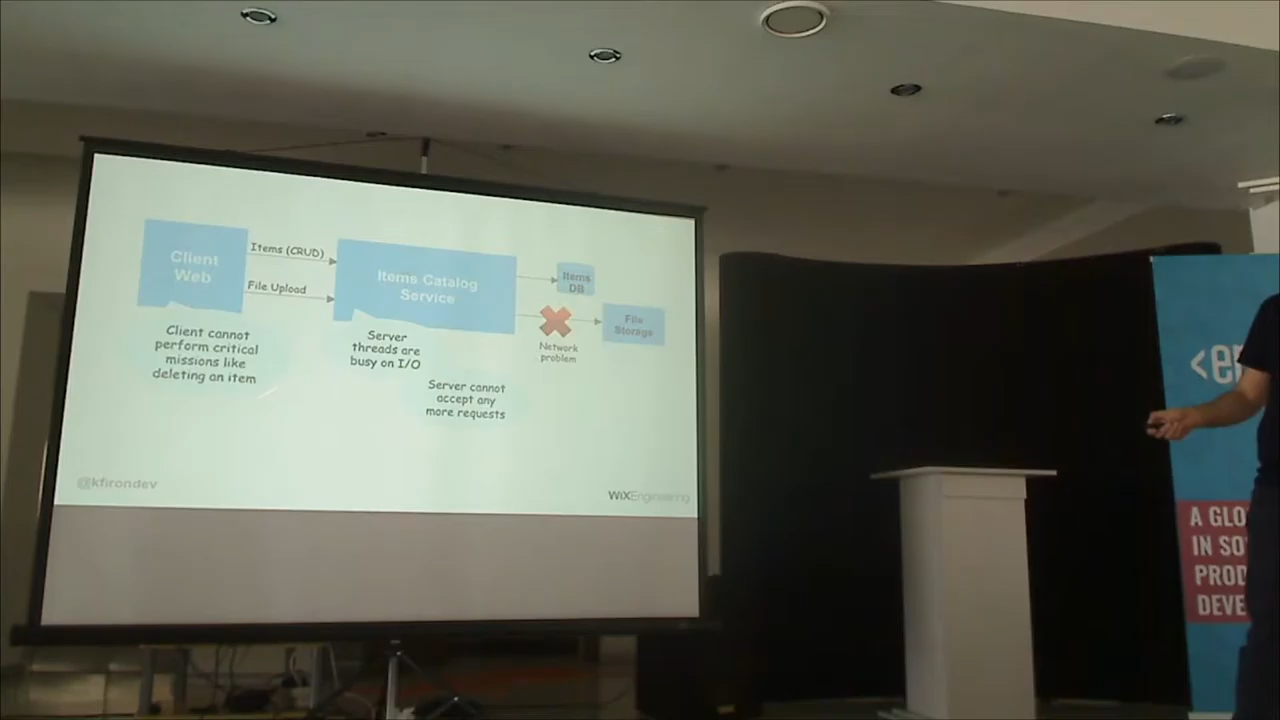 Client
Web
Items (CRUD)
File Upload
Items Catalog
Service
Items
DB
File
Storage
Network
problem
Client cannot
perform critical
missions like
deleting an item
Server
threads are
busy on I/O
Server cannot
accept any
more requests
@kfirondev
WiXEngineering
A GLO
IN SO
PROD
DEVE